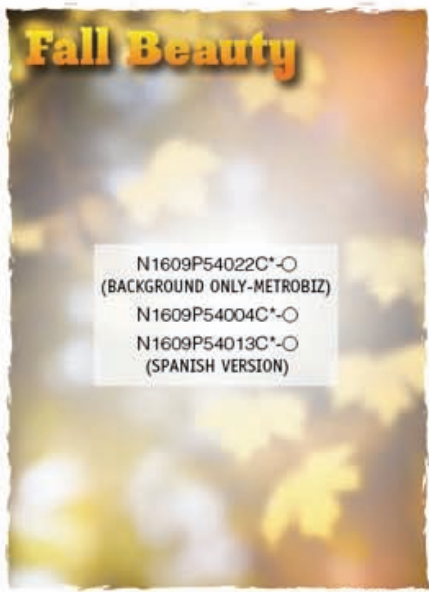 Fall Beauty
N1609P54022C*-○
(BACKGROUND ONLY-METROBIZ)
N1609P54004C*-○
N1609P54013C*-○
(SPANISH VERSION)